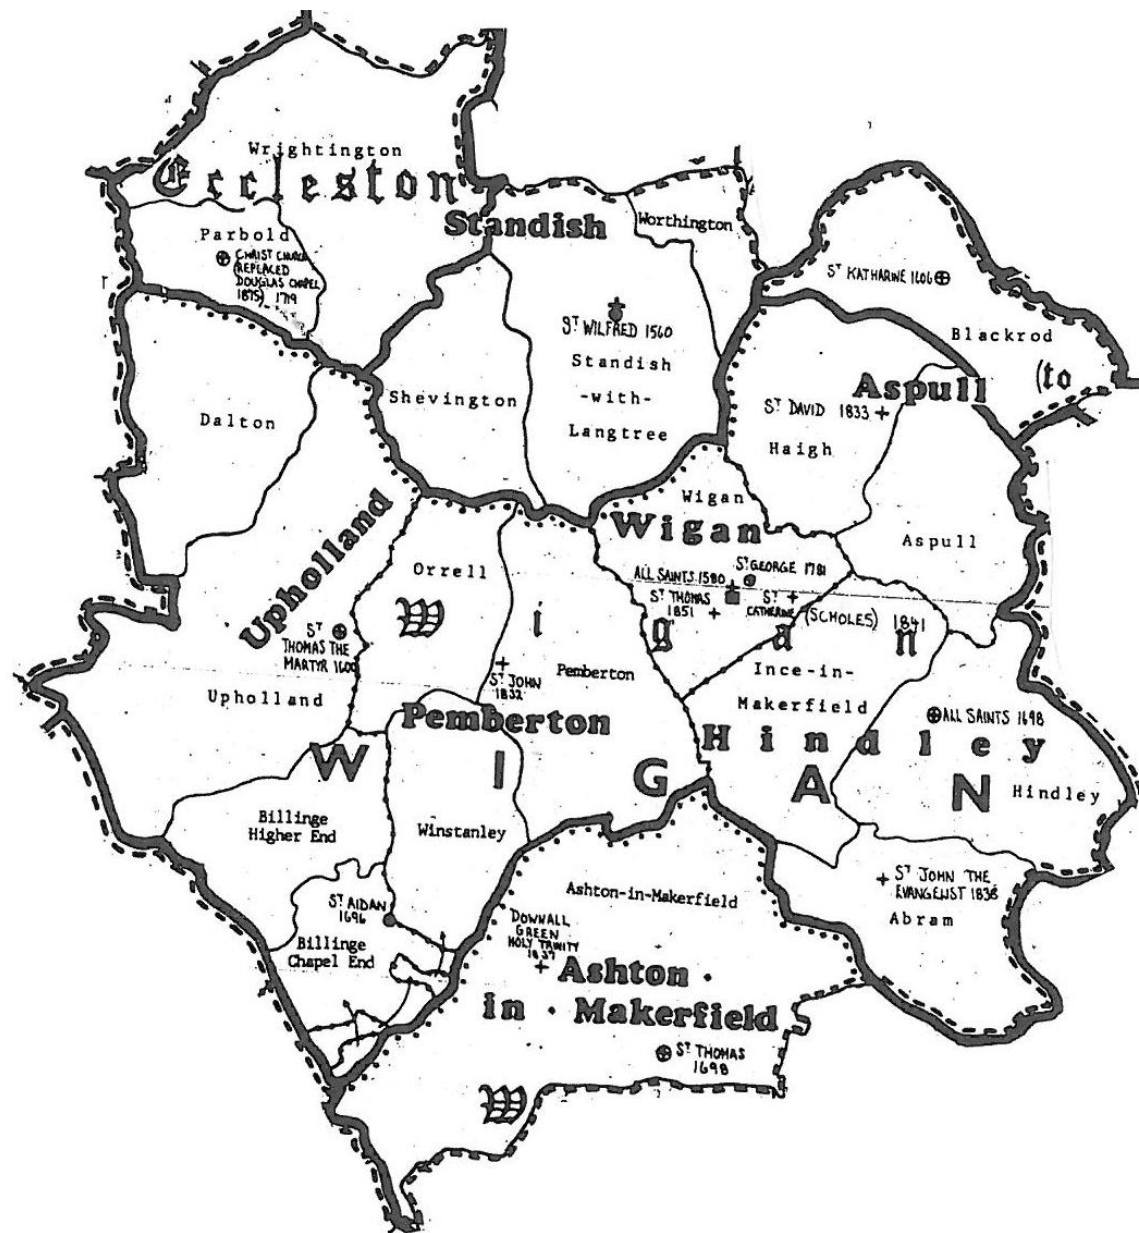 Wrightington
Eccleston
Standish
Worthington
Parbold
CHRIST CHURCH
REPLACED
DOUGLAS CHAPEL
1875) 1719
ST KATHARINE 1606
Blackrod
(to
ST WILFRED 1560
Standish
-with-
Langtree
Shevington
Dalton
Aspull
ST DAVID 1833
Haigh
Aspull
Wigan
Wigan
Upholland
Orrell
ST GEORGE 1781
ALL SAINTS 1580
ST THOMAS
1851
ST
CATHERINE
(SCHOLES) 1841
i g a n
ST
THOMAS THE
MARTYR 1600
Upholland
ST JOHN
1832
Pemberton
Pemberton
Ince-in-
Makerfield
ALL SAINTS 1698
Hindley
Hindley
W I G A N
Billinge
Higher End
Winstanley
ST AIDAN
1696
Billinge
Chapel End
Ashton-in-Makerfield
DOWNALL
GREEN
HOLY TRINITY
1837
Ashton
in · Makerfield
ST THOMAS
1698
ST JOHN THE
EVANGENIST 1838
Abram